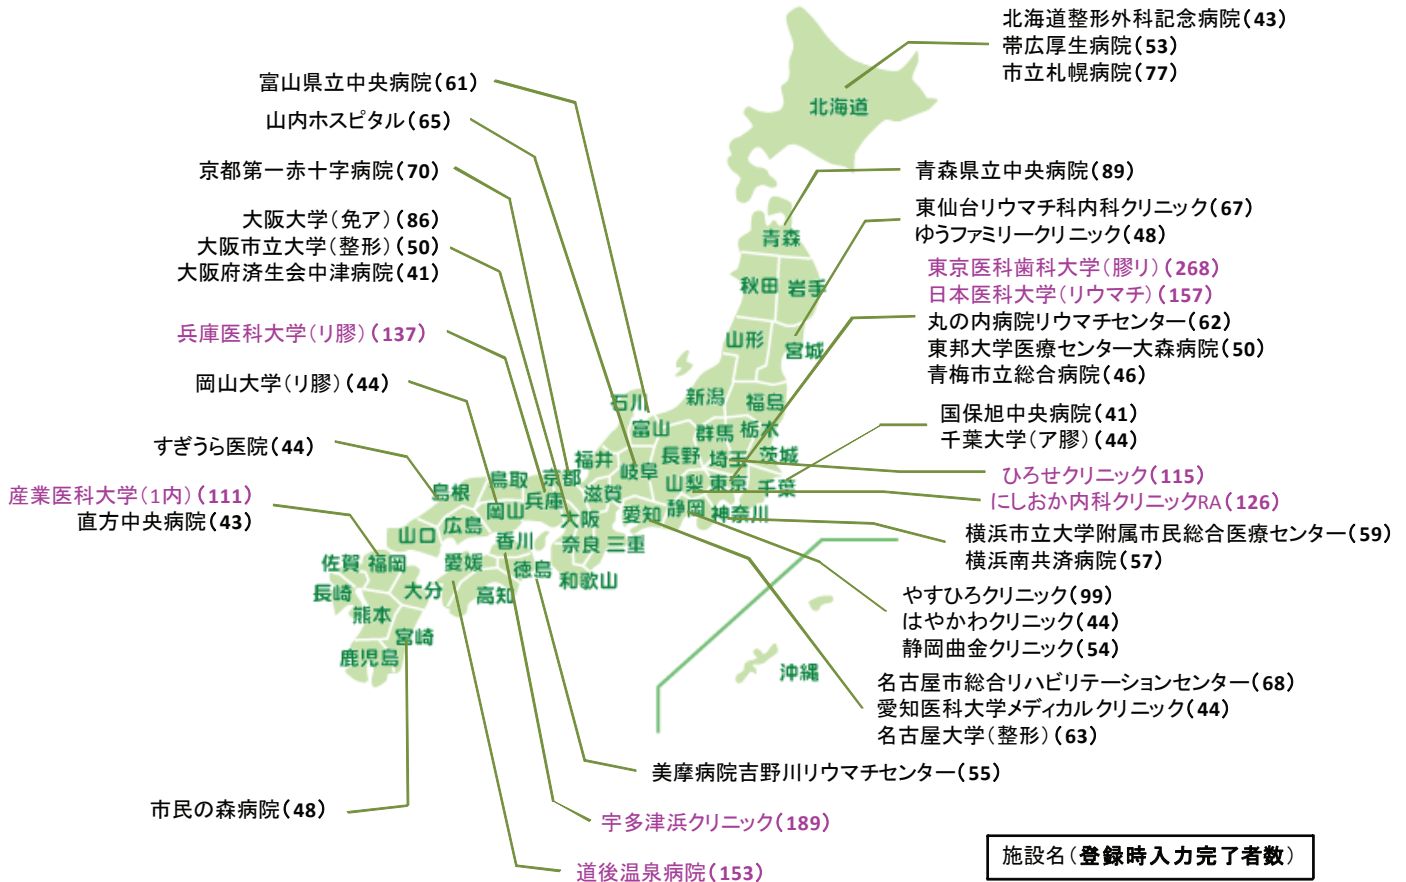 北海道整形外科記念病院(43)
帯広厚生病院(53)
市立札幌病院(77)
富山県立中央病院(61)
山内ホスピタル(65)
京都第一赤十字病院(70)
大阪大学(免ア)(86)
大阪市立大学(整形)(50)
大阪府済生会中津病院(41)
兵庫医科大学(リ膠)(137)
岡山大学(リ膠)(44)
すぎうら医院(44)
産業医科大学(1内)(111)
直方中央病院(43)
青森県立中央病院(89)
東仙台リウマチ科内科クリニック(67)
ゆうファミリークリニック(48)
東京医科歯科大学(膠リ)(268)
日本医科大学(リウマチ)(157)
丸の内病院リウマチセンター(62)
東邦大学医療センター大森病院(50)
青梅市立総合病院(46)
国保旭中央病院(41)
千葉大学(ア膠)(44)
ひろせクリニック(115)
にしおか内科クリニックRA(126)
横浜市立大学附属市民総合医療センター(59)
横浜南共済病院(57)
やすひろクリニック(99)
はやかわクリニック(44)
静岡曲金クリニック(54)
名古屋市総合リハビリテーションセンター(68)
愛知医科大学メディカルクリニック(44)
名古屋大学(整形)(63)
美摩病院吉野川リウマチセンター(55)
市民の森病院(48)
宇多津浜クリニック(189)
道後温泉病院(153)
施設名(登録時入力完了者数)
北海道
青森
秋田
岩手
山形
宮城
新潟
福島
石川
富山
群馬
栃木
福井
岐阜
長野
埼玉
茨城
島根
鳥取
京都
兵庫
滋賀
山梨
東京
千葉
山口
広島
岡山
大阪
愛知
静岡
神奈川
香川
奈良
三重
佐賀
福岡
愛媛
徳島
和歌山
長崎
大分
高知
熊本
宮崎
鹿児島
沖縄